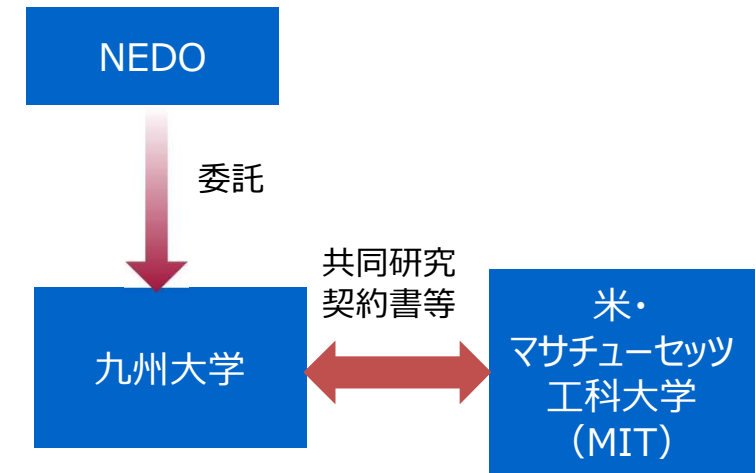 NEDO
委託
共同研究
契約書等
九州大学
米・
マサチューセッツ
工科大学
（MIT）